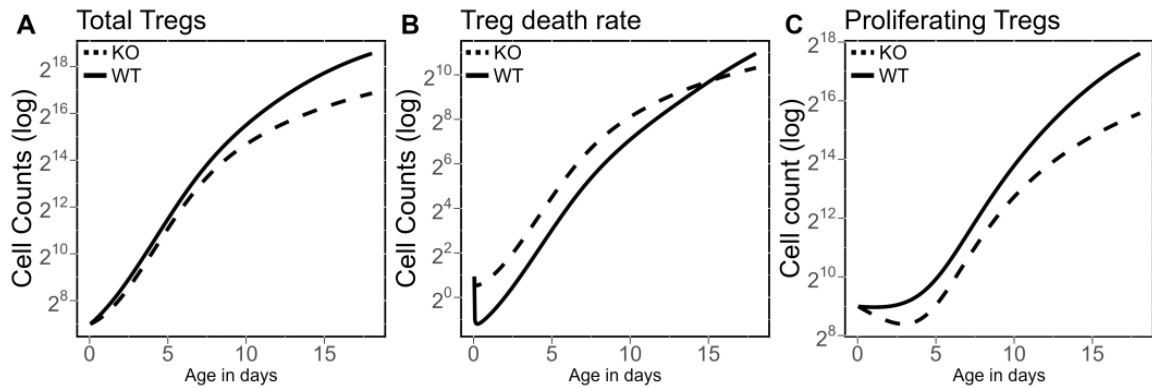 A Total Tregs
KO
WT
2^18
2^16
2^14
2^12
2^10
2^8
Cell Counts (log)
0 5 10 15
Age in days
B Treg death rate
KO
WT
2^10
2^8
2^6
2^4
2^2
2^0
Cell Counts (log)
0 5 10 15
Age in days
C Proliferating Tregs
KO
WT
2^18
2^16
2^14
2^12
2^10
2^8
Cell count (log)
0 5 10 15
Age in days